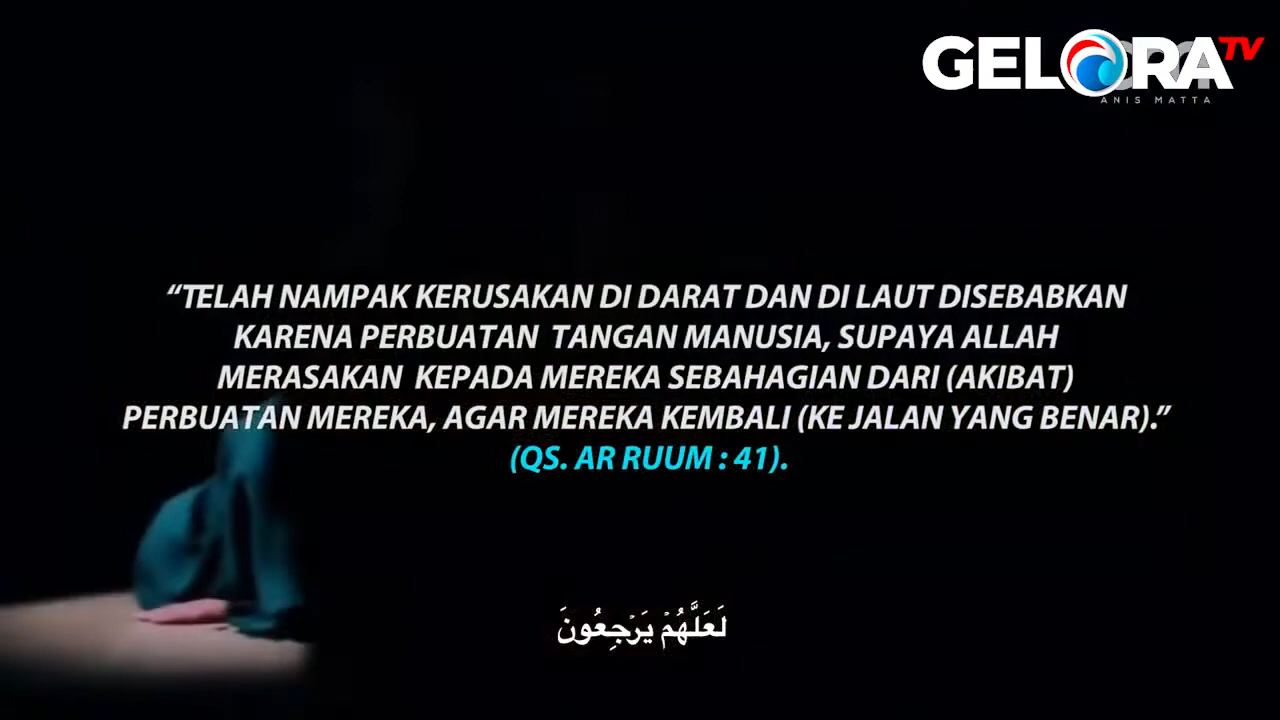 GELORA TV
ANIS MATTA
“TELAH NAMPAK KERUSAKAN DI DARAT DAN DI LAUT DISEBABKAN
KARENA PERBUATAN TANGAN MANUSIA, SUPAYA ALLAH
MERASAKAN KEPADA MEREKA SEBAHAGIAN DARI (AKIBAT)
PERBUATAN MEREKA, AGAR MEREKA KEMBALI (KE JALAN YANG BENAR).”
(QS. AR RUUM : 41).
لَعَلَّهُمْ يَرْجِعُونَ